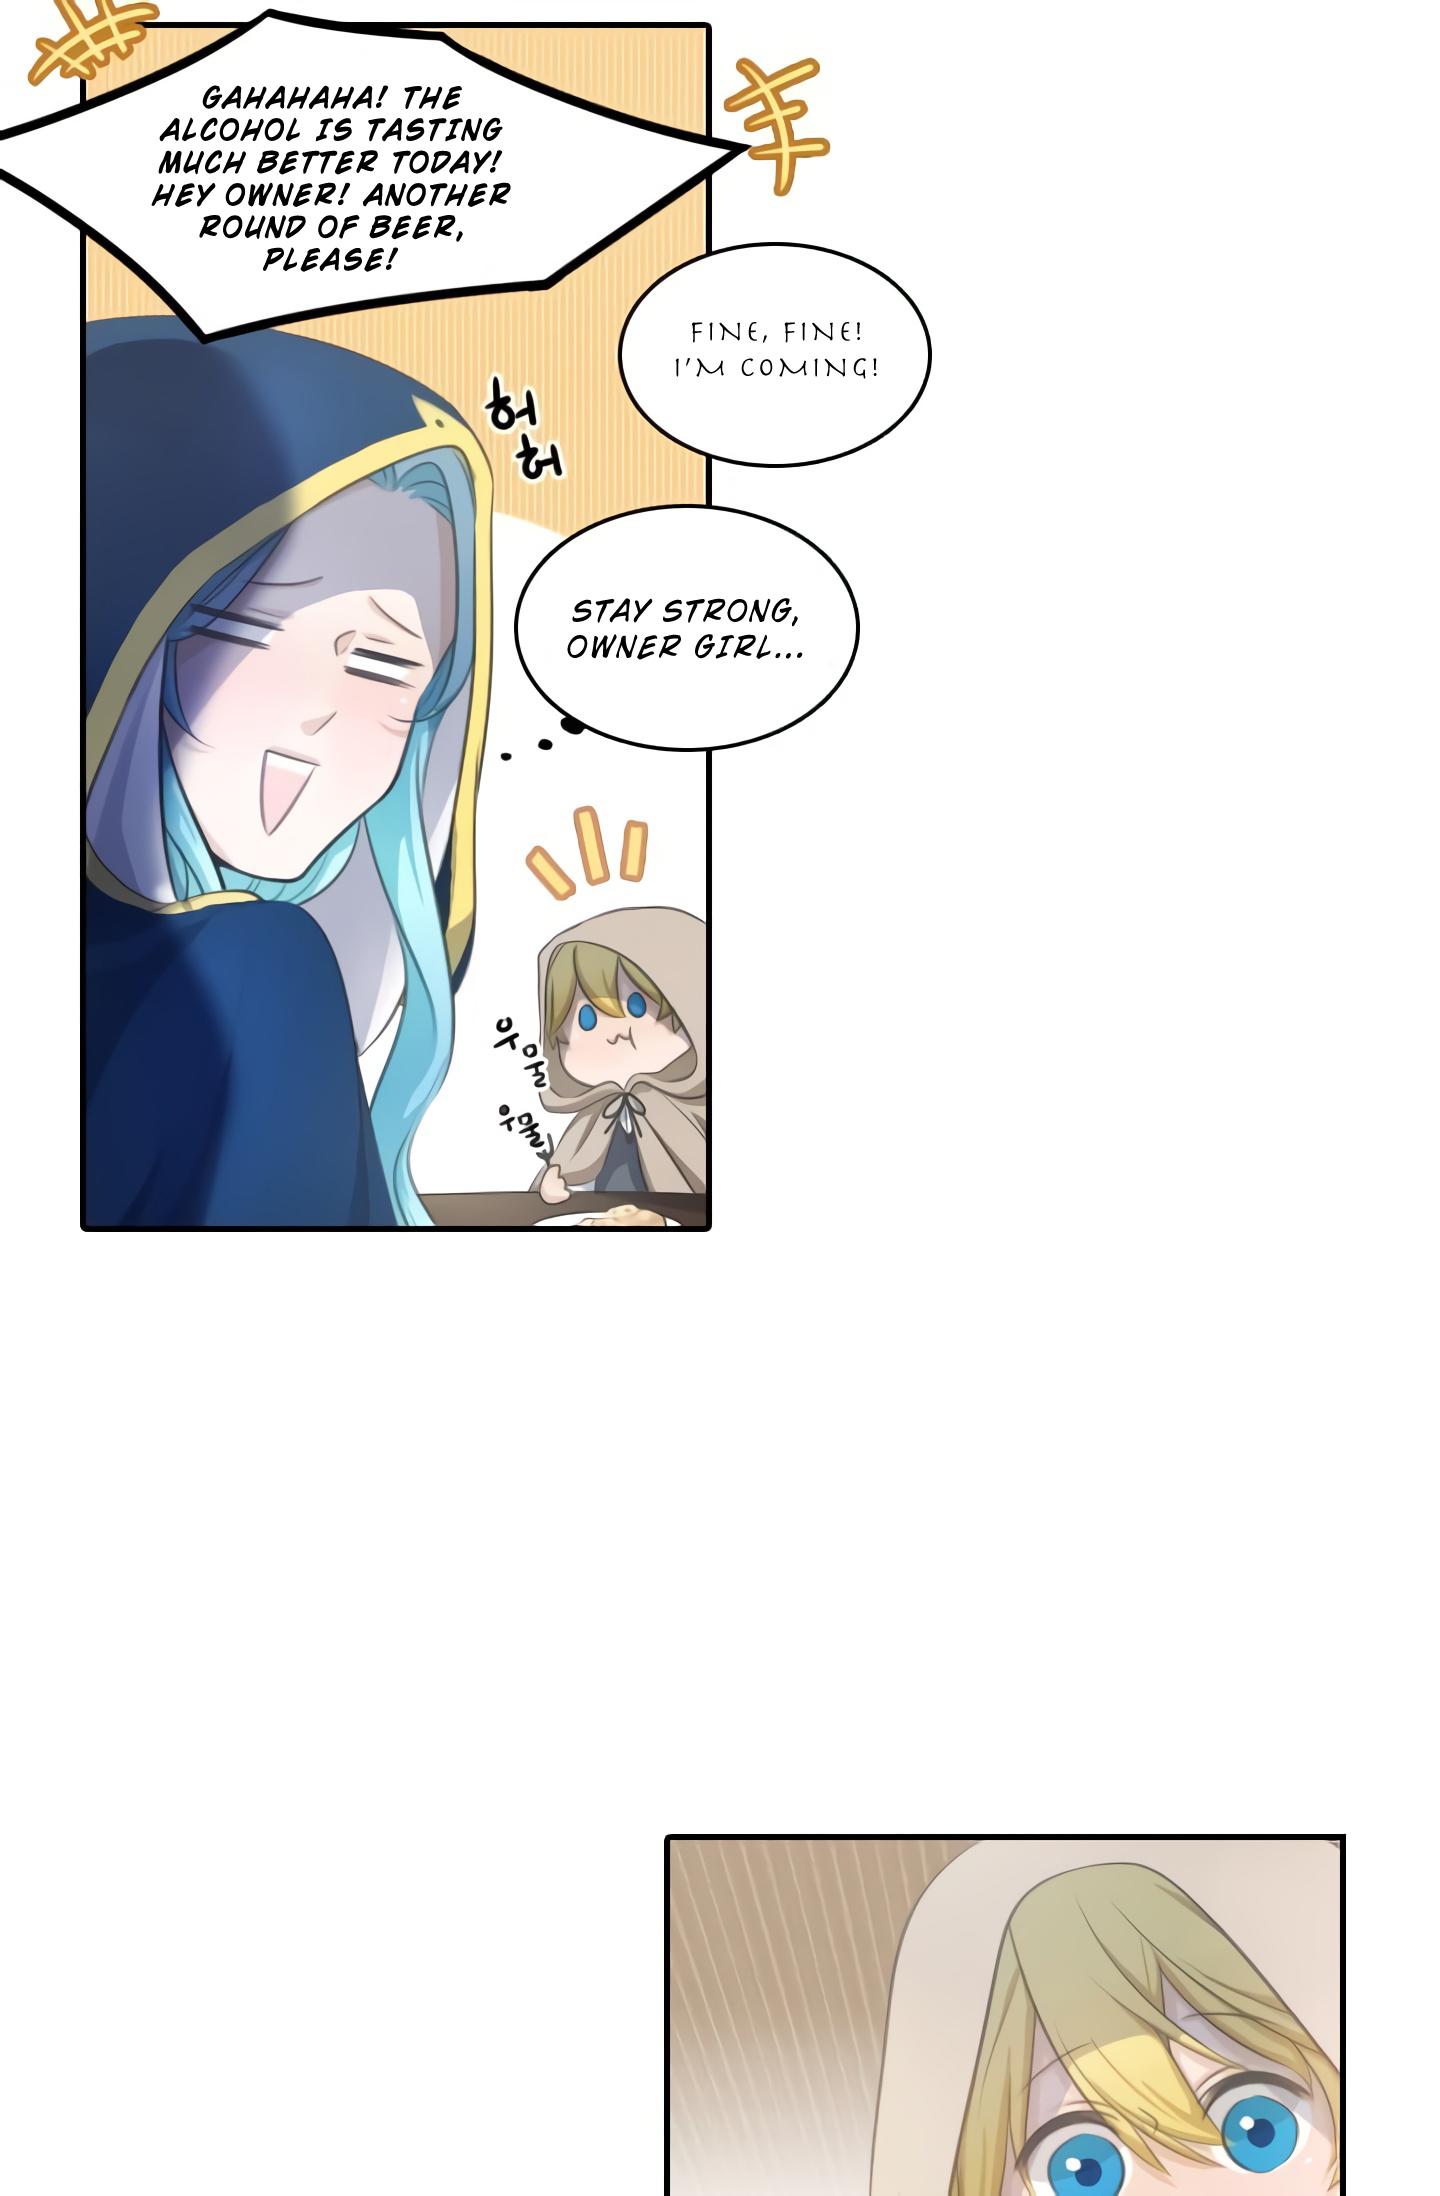 GAHAHAHA! THE
ALCOHOL IS TASTING
MUCH BETTER TODAY!
HEY OWNER! ANOTHER
ROUND OF BEER,
PLEASE!
FINE, FINE!
I'M COMING!
허
허
STAY STRONG,
OWNER GIRL...
우물
우물